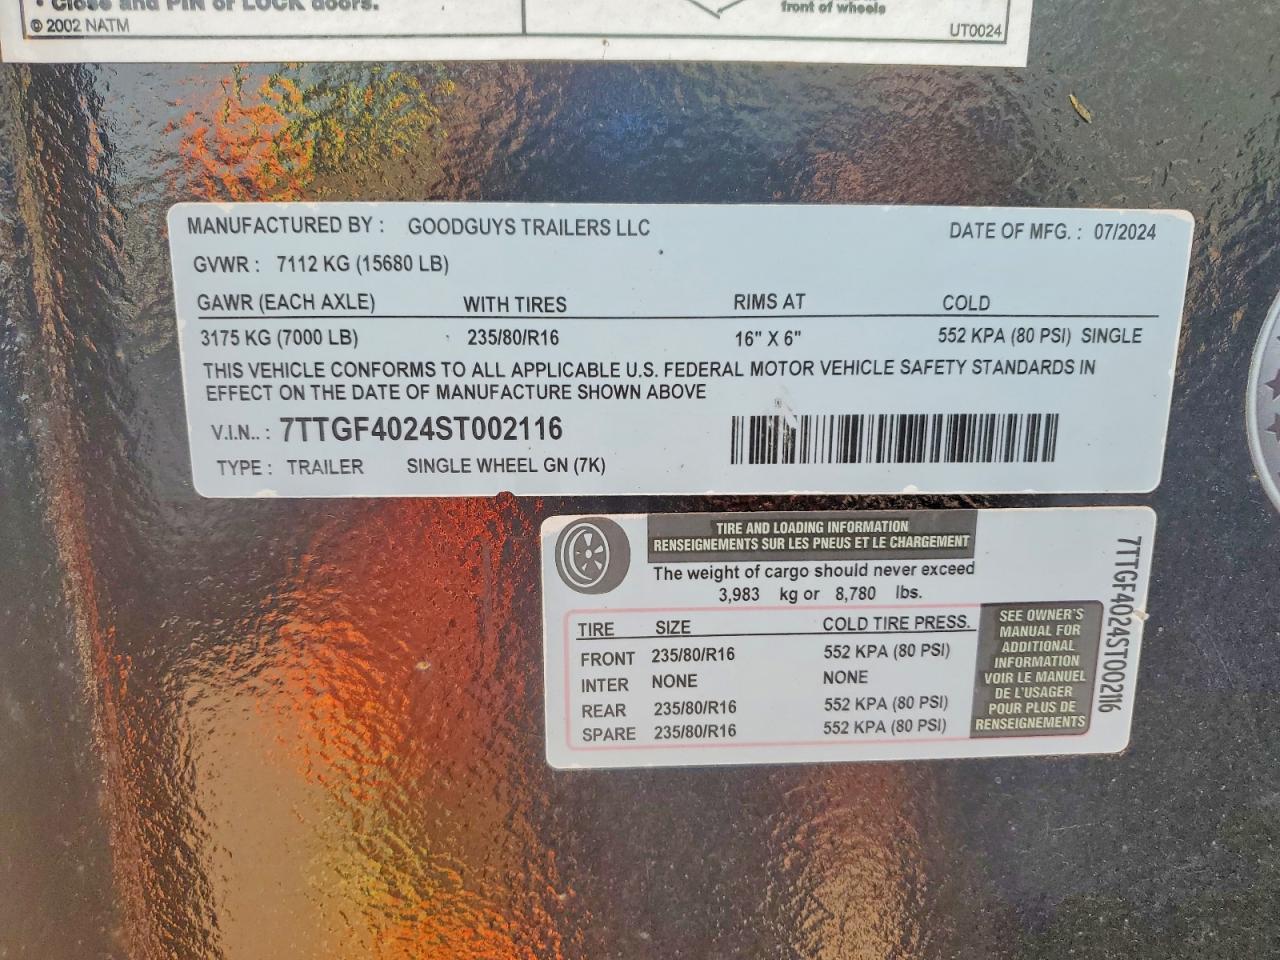 • Close and PIN or LOCK doors.
© 2002 NATM
front of wheels
UT0024
MANUFACTURED BY : GOODGUYS TRAILERS LLC DATE OF MFG. : 07/2024
GVWR : 7112 KG (15680 LB)
GAWR (EACH AXLE) WITH TIRES RIMS AT COLD
3175 KG (7000 LB) 235/80/R16 16" X 6" 552 KPA (80 PSI) SINGLE
THIS VEHICLE CONFORMS TO ALL APPLICABLE U.S. FEDERAL MOTOR VEHICLE SAFETY STANDARDS IN
EFFECT ON THE DATE OF MANUFACTURE SHOWN ABOVE
V.I.N.. : 7TTGF4024ST002116
TYPE : TRAILER SINGLE WHEEL GN (7K)
TIRE AND LOADING INFORMATION
RENSEIGNEMENTS SUR LES PNEUS ET LE CHARGEMENT
The weight of cargo should never exceed
3,983 kg or 8,780 lbs.
TIRE SIZE COLD TIRE PRESS.
FRONT 235/80/R16 552 KPA (80 PSI)
INTER NONE NONE
REAR 235/80/R16 552 KPA (80 PSI)
SPARE 235/80/R16 552 KPA (80 PSI)
SEE OWNER'S
MANUAL FOR
ADDITIONAL
INFORMATION
VOIR LE MANUEL
DE L'USAGER
POUR PLUS DE
RENSEIGNEMENTS
7TTGF4024ST002116